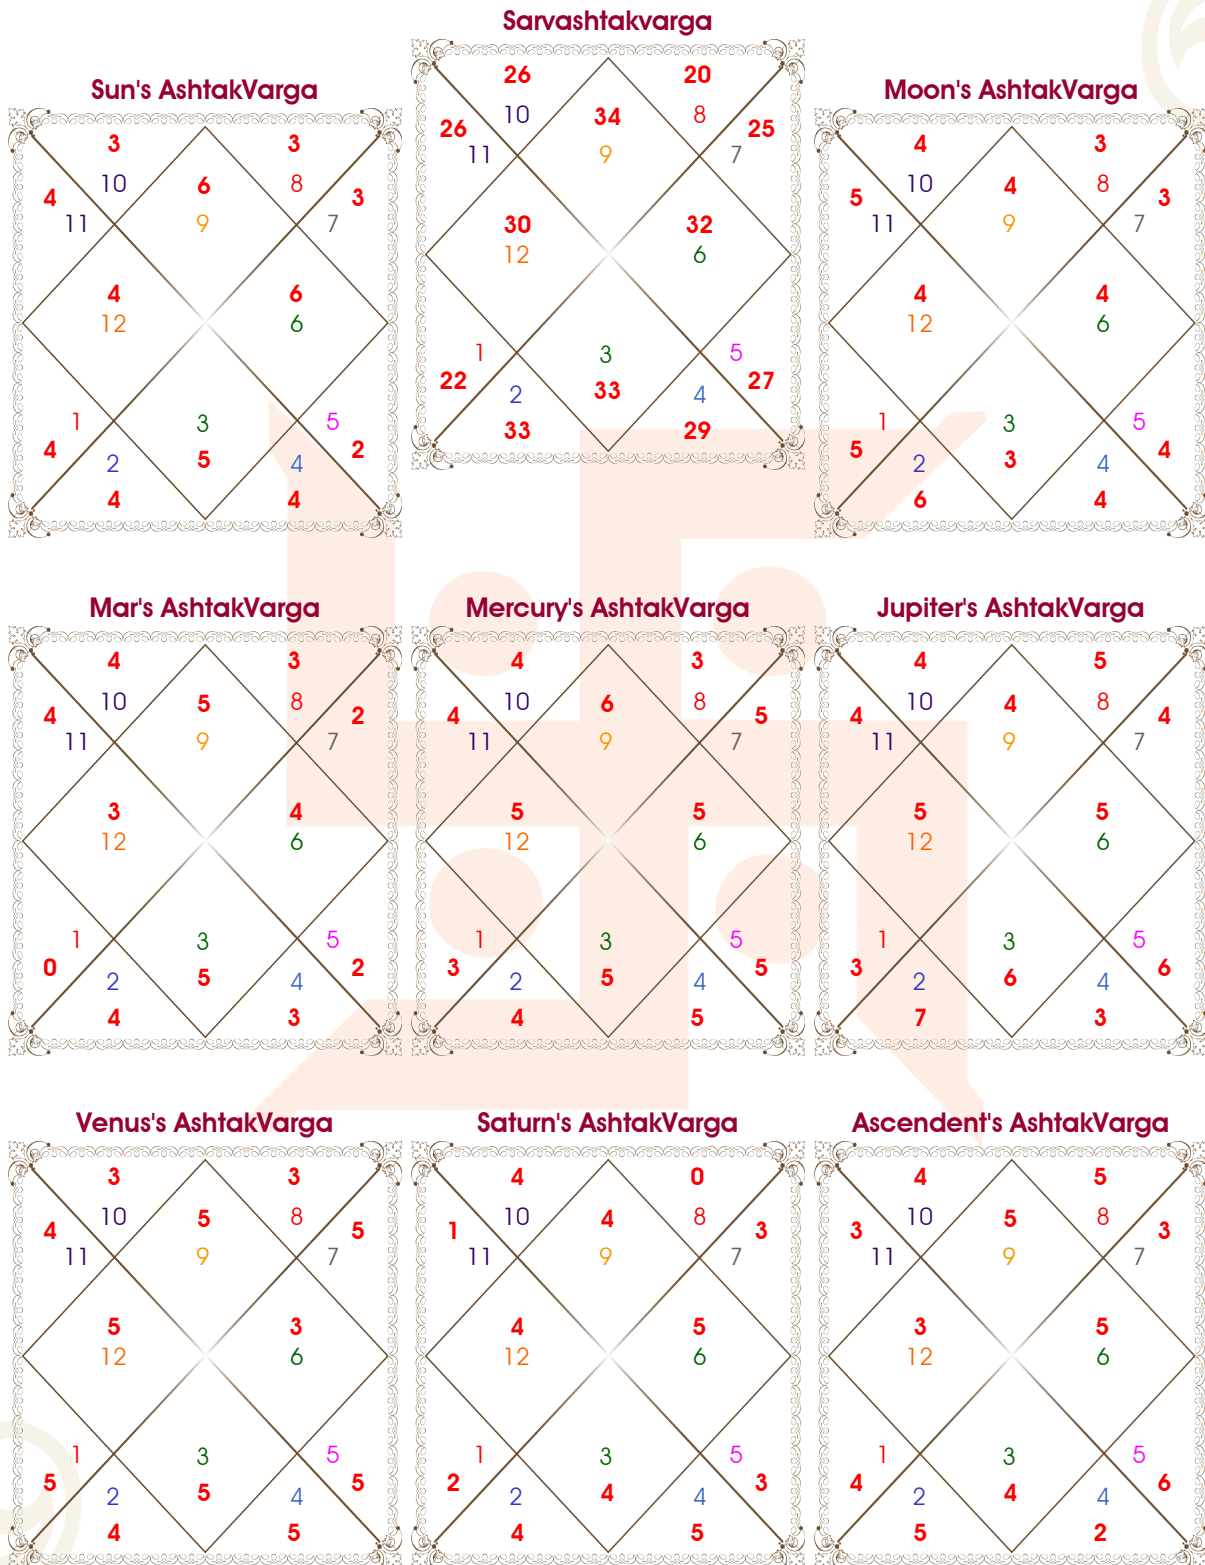 Sarvashtakvarga
26 20
10 34 8
26 25
11 9 7
30 32
12 6
1 3 5
22 33 27
2 4
33 29
Sun's AshtakVarga
3 3
10 6 8
4 3
11 9 7
4 6
12 6
1 3 5
4 5 2
2 4
4 4
Moon's AshtakVarga
4 3
10 4 8
5 3
11 9 7
4 4
12 6
1 3 5
5 3 4
2 4
6 4
Mar's AshtakVarga
4 3
10 5 8
4 2
11 9 7
3 4
12 6
1 3 5
0 5 2
2 4
4 3
Mercury's AshtakVarga
4 3
10 6 8
4 5
11 9 7
5 5
12 6
1 3 5
3 5 5
2 4
4 5
Jupiter's AshtakVarga
4 5
10 4 8
4 4
11 9 7
5 5
12 6
1 3 5
3 6 6
2 4
7 3
Venus's AshtakVarga
3 3
10 5 8
4 5
11 9 7
5 3
12 6
1 3 5
5 5 5
2 4
4 5
Saturn's AshtakVarga
4 0
10 4 8
1 3
11 9 7
4 5
12 6
1 3 5
2 4 3
2 4
4 5
Ascendent's AshtakVarga
4 5
10 5 8
3 3
11 9 7
3 5
12 6
1 3 5
4 4 6
2 4
5 2